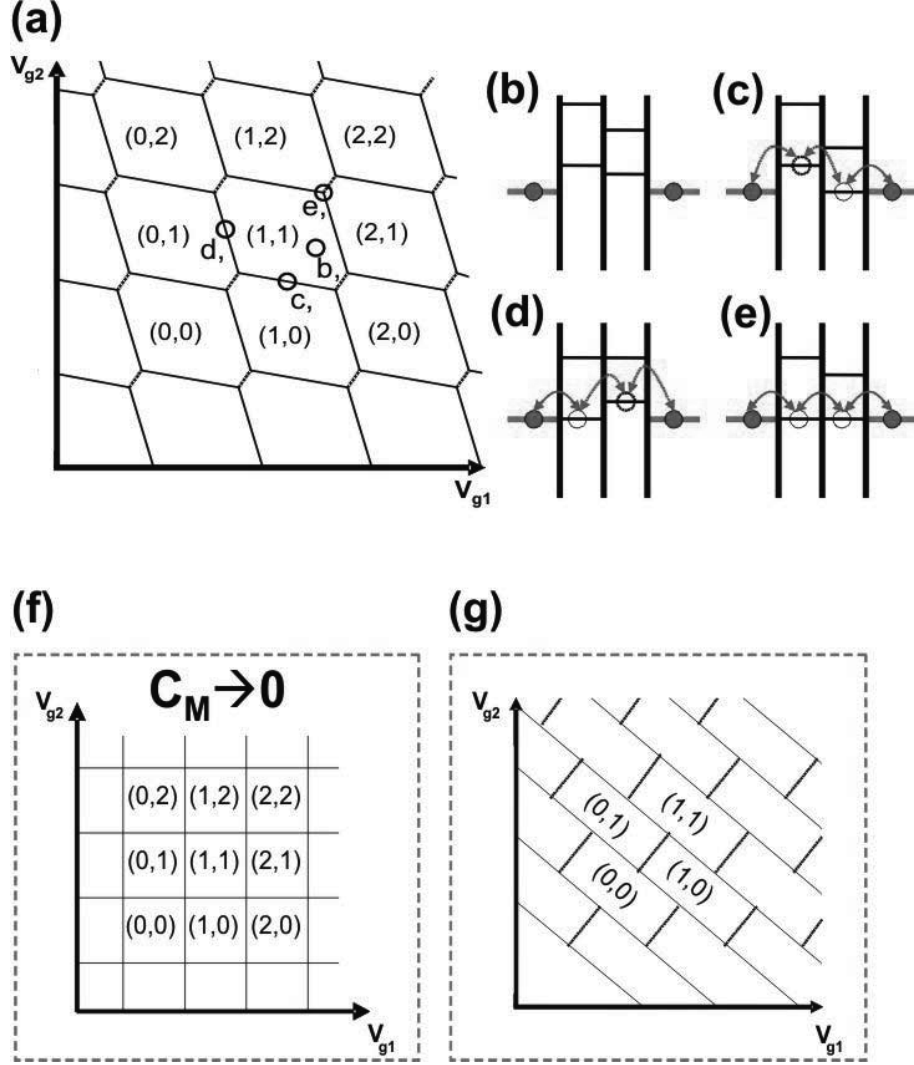 (a)
Vg2
(0,2) (1,2) (2,2)
e,
(0,1) (1,1) (2,1)
d,
b,
c,
(0,0) (1,0) (2,0)
Vg1
(b)
(c)
(d)
(e)
(f)
CM→0
Vg2
(0,2) (1,2) (2,2)
(0,1) (1,1) (2,1)
(0,0) (1,0) (2,0)
Vg1
(g)
Vg2
(0,1) (1,1)
(0,0) (1,0)
Vg1